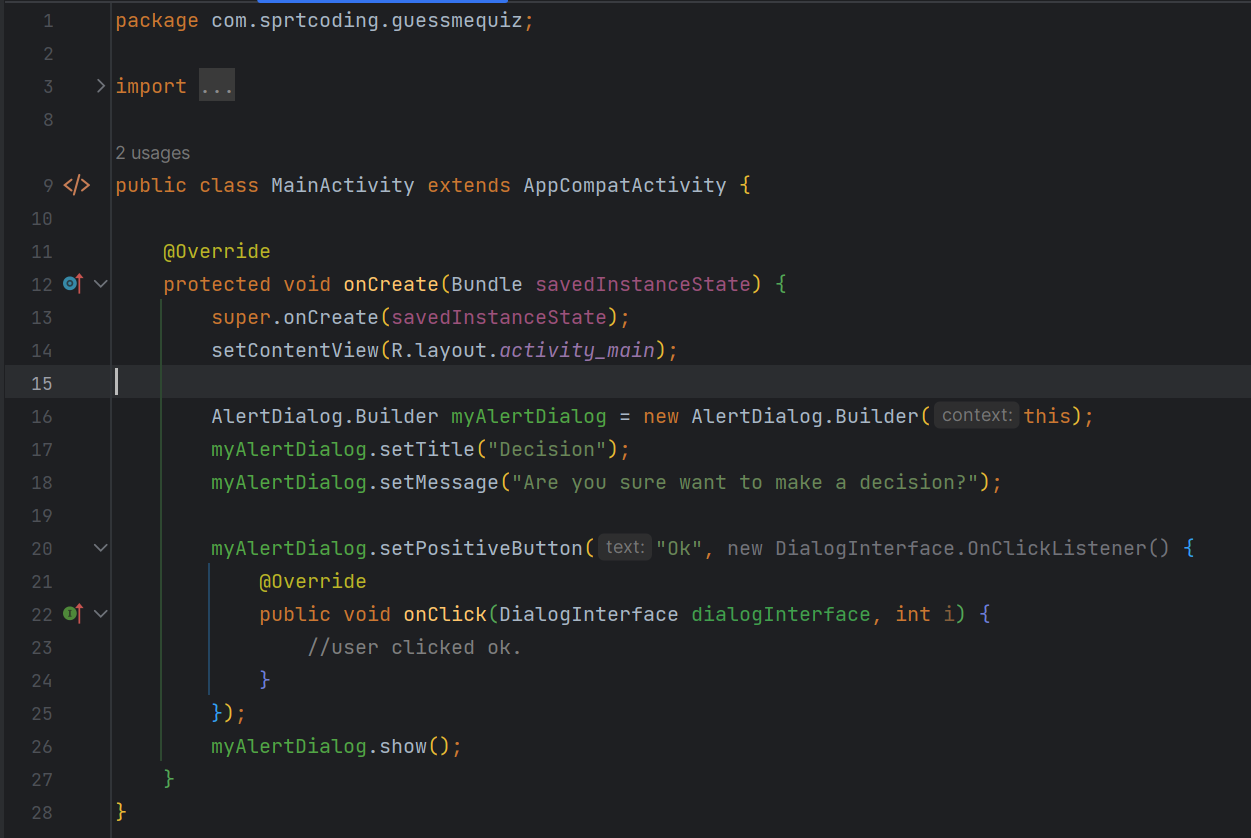 1 package com.sprtcoding.guessmequiz;
2
3 import ...
8
2 usages
9 </> public class MainActivity extends AppCompatActivity {
10
11 @Override
12 protected void onCreate(Bundle savedInstanceState) {
13 super.onCreate(savedInstanceState);
14 setContentView(R.layout.activity_main);
15
16 AlertDialog.Builder myAlertDialog = new AlertDialog.Builder( context: this);
17 myAlertDialog.setTitle("Decision");
18 myAlertDialog.setMessage("Are you sure want to make a decision?");
19
20 myAlertDialog.setPositiveButton( text: "Ok", new DialogInterface.OnClickListener() {
21 @Override
22 public void onClick(DialogInterface dialogInterface, int i) {
23 //user clicked ok.
24 }
25 });
26 myAlertDialog.show();
27 }
28 }